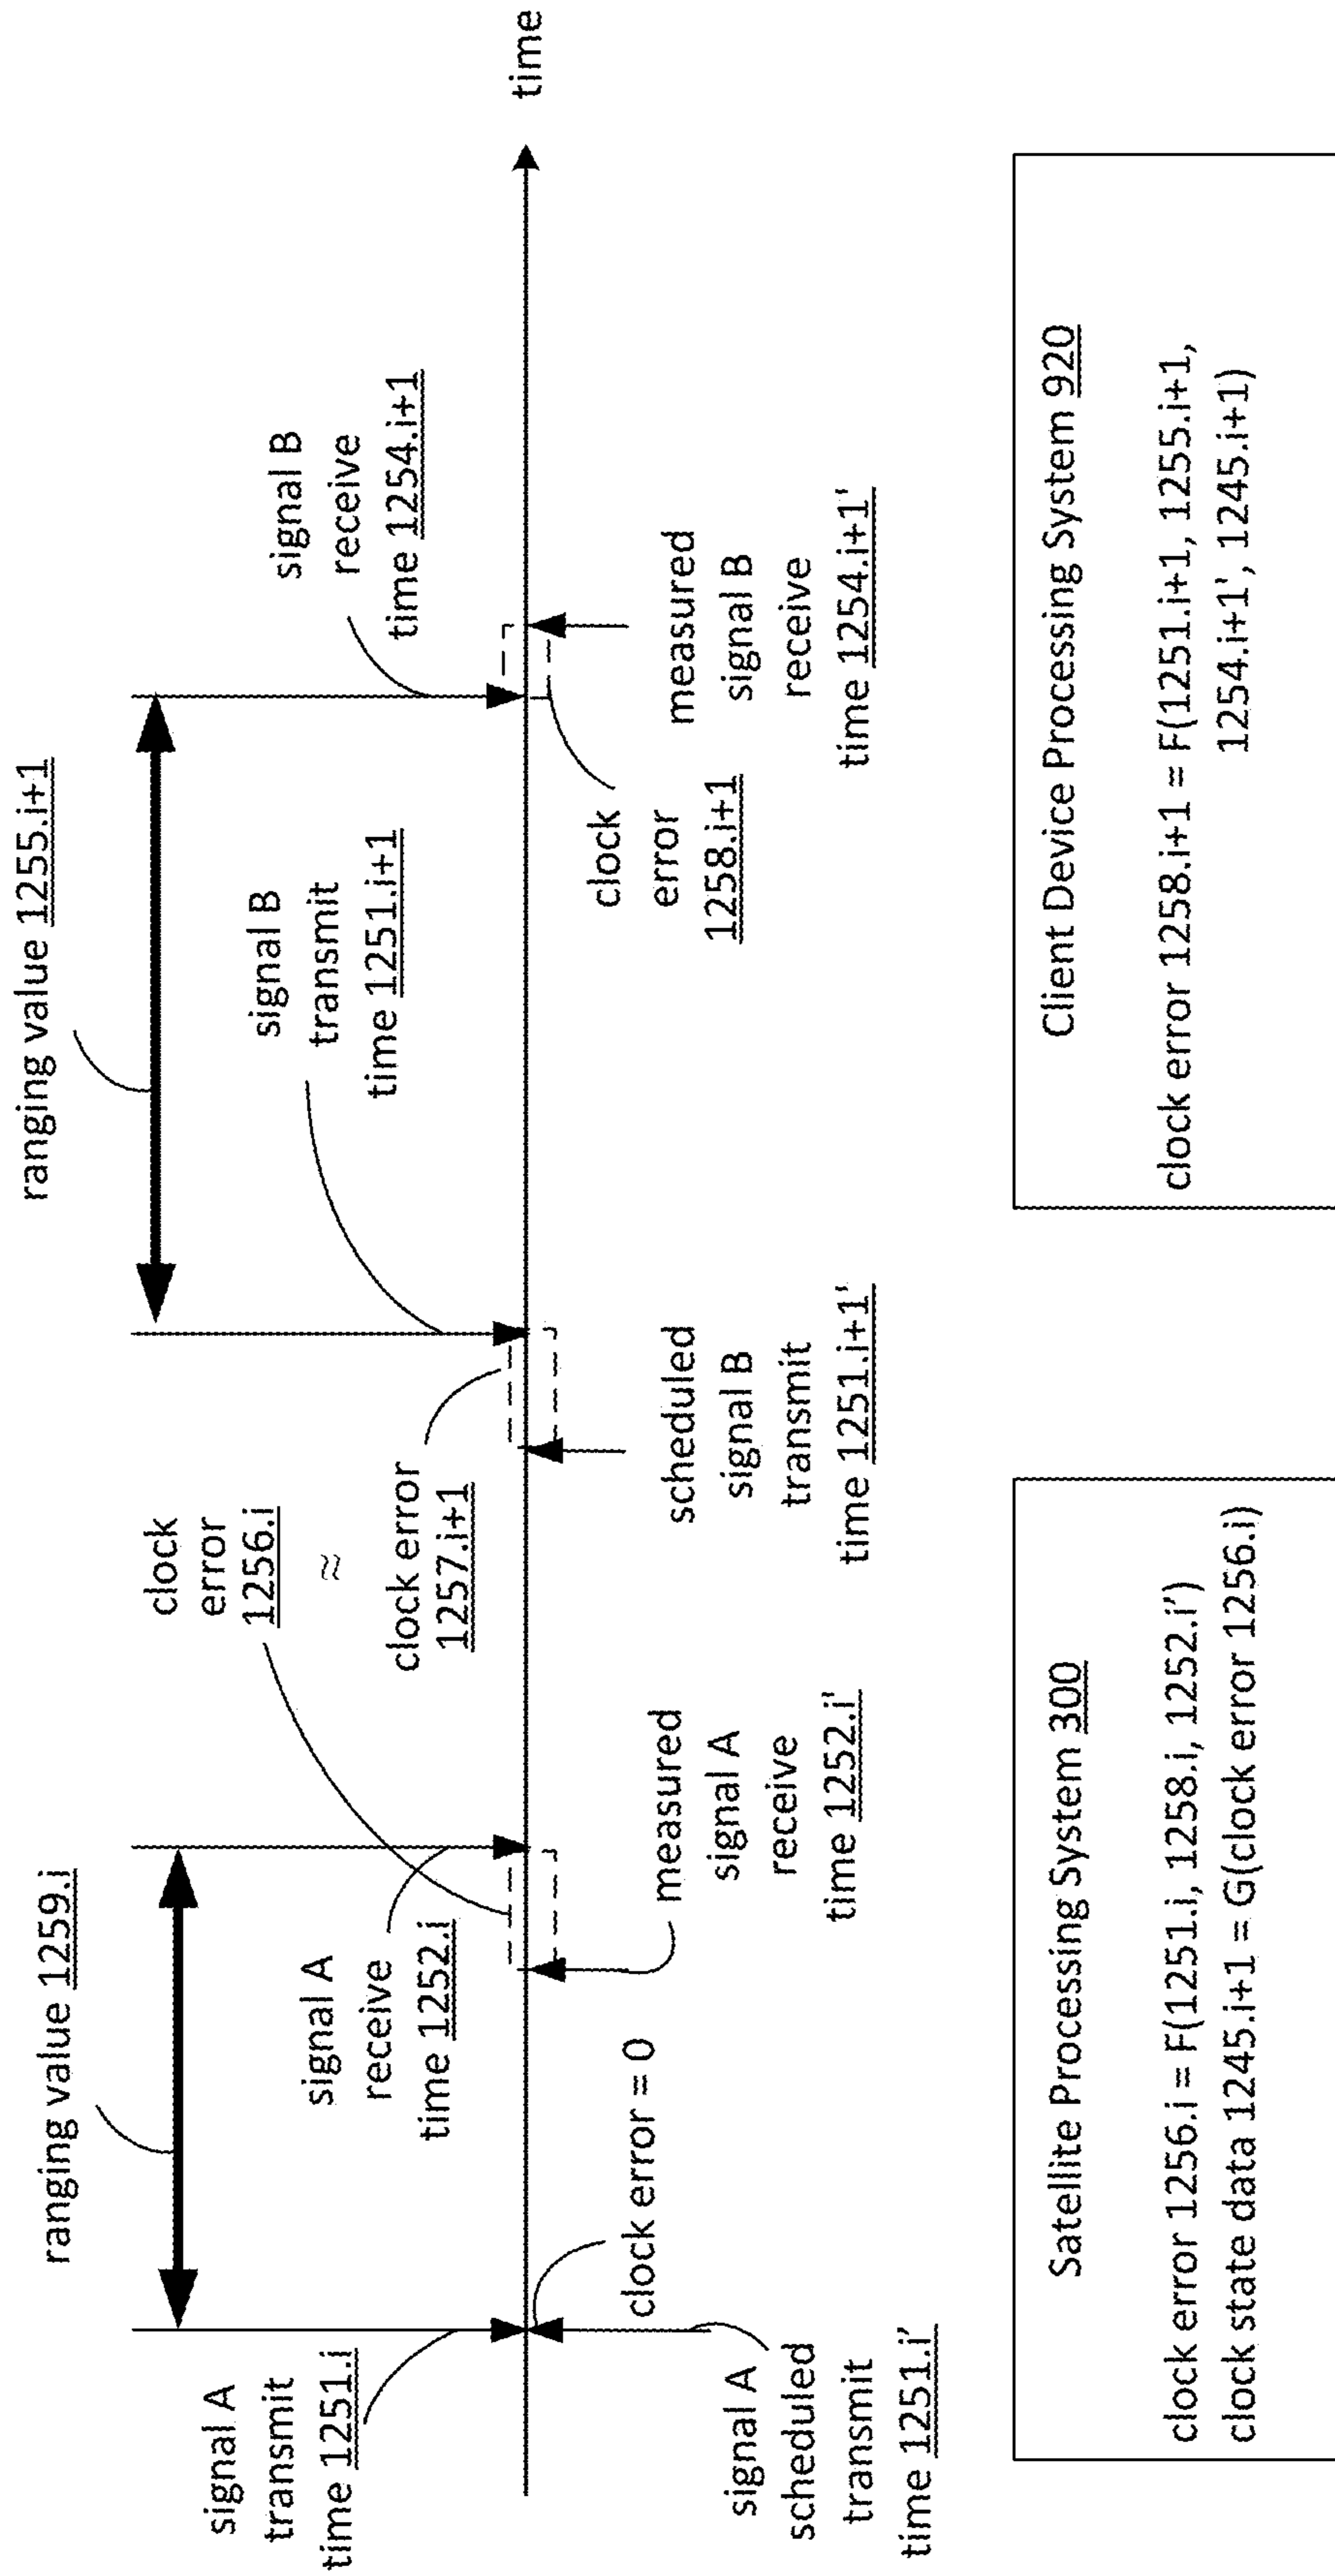 ranging value 1259.i
ranging value 1255.i+1
signal A
transmit
time 1251.i
signal A
receive
time 1252.i
clock
error
1256.i
≈
clock error
1257.i+1
signal B
transmit
time 1251.i+1
signal B
receive
time 1254.i+1
time
clock error = 0
signal A
scheduled
transmit
time 1251.i'
measured
signal A
receive
time 1252.i'
scheduled
signal B
transmit
time 1251.i+1'
clock
error
1258.i+1
measured
signal B
receive
time 1254.i+1'
Satellite Processing System 300
clock error 1256.i = F(1251.i, 1258.i, 1252.i')
clock state data 1245.i+1 = G(clock error 1256.i)
Client Device Processing System 920
clock error 1258.i+1 = F(1251.i+1, 1255.i+1,
1254.i+1', 1245.i+1)